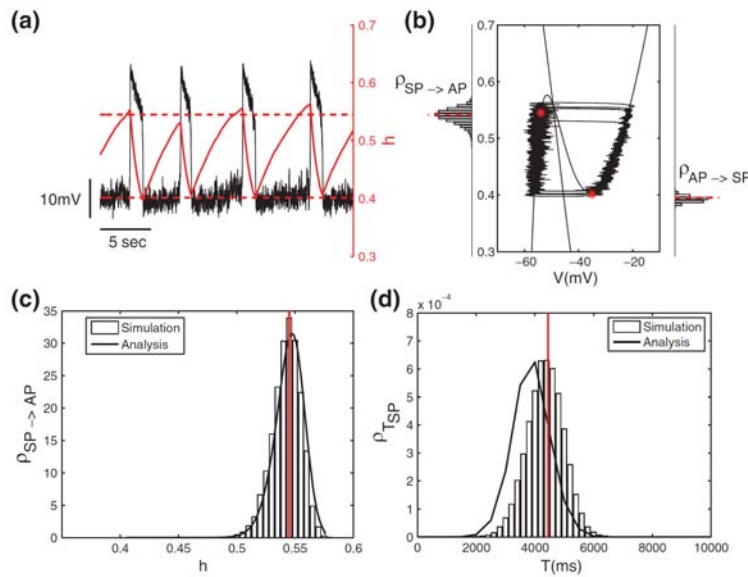 (a)
0.7
0.6
0.5
0.4
0.3
h
10mV
5 sec
(b)
0.7
0.6
0.5
0.4
0.3
ρSP -> AP
ρAP -> SP
−60
−40
−20
V(mV)
(c)
35
30
25
20
15
10
5
0
ρSP -> AP
Simulation
Analysis
0.4
0.45
0.5
0.55
0.6
h
(d)
x 10⁻⁴
8
7
6
5
4
3
2
1
0
ρTSP
Simulation
Analysis
0
2000
4000
6000
8000
10000
T(ms)